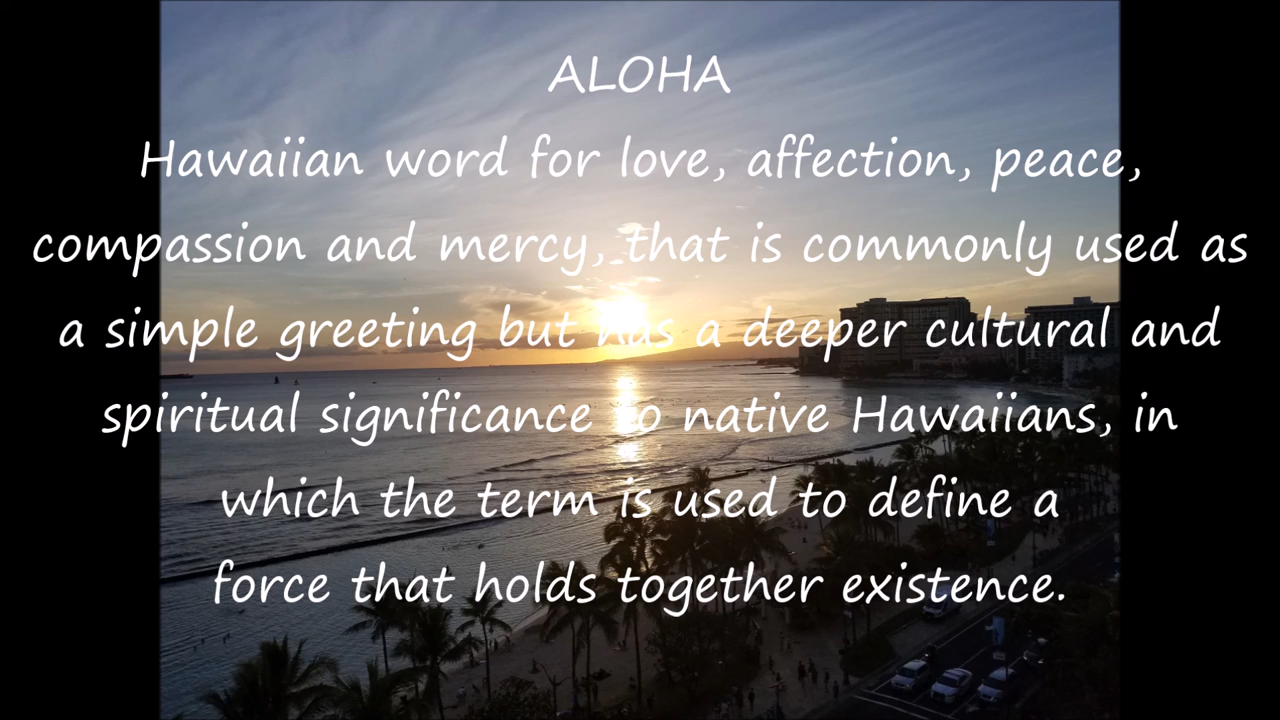 ALOHA
Hawaiian word for love, affection, peace,
compassion and mercy, that is commonly used as
a simple greeting but has a deeper cultural and
spiritual significance to native Hawaiians, in
which the term is used to define a
force that holds together existence.